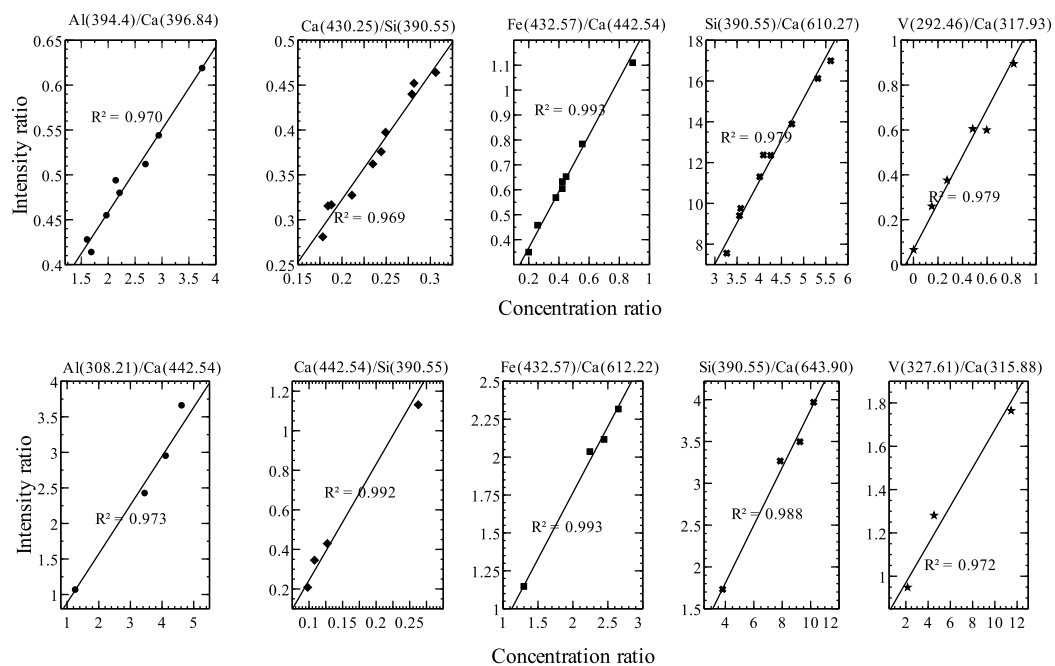 Al(394.4)/Ca(396.84)
Ca(430.25)/Si(390.55)
Fe(432.57)/Ca(442.54)
Si(390.55)/Ca(610.27)
V(292.46)/Ca(317.93)
Intensity ratio
0.65
0.6
0.55
0.5
0.45
0.4
R² = 0.970
1.5 2 2.5 3 3.5 4
0.5
0.4
0.3
0.25
R² = 0.969
0.15 0.2 0.25 0.3
1.1
1
0.9
0.8
0.7
0.6
0.5
0.4
R² = 0.993
0 0.2 0.4 0.6 0.8 1
18
16
14
12
10
8
R² = 0.979
3 3.5 4 4.5 5 5.5 6
1
0.8
0.6
0.4
0.2
0
R² = 0.979
0 0.2 0.4 0.6 0.8 1
Concentration ratio
Al(308.21)/Ca(442.54)
Ca(442.54)/Si(390.55)
Fe(432.57)/Ca(612.22)
Si(390.55)/Ca(643.90)
V(327.61)/Ca(315.88)
Intensity ratio
4
3.5
3
2.5
2
1.5
1
R² = 0.973
1 2 3 4 5
1.2
1
0.8
0.6
0.4
0.2
R² = 0.992
0.1 0.15 0.2 0.25
2.5
2.25
2
1.75
1.5
1.25
1
R² = 0.993
1 1.5 2 2.5 3
4
3.5
3
2.5
2
1.5
R² = 0.988
4 6 8 10 12
1.8
1.6
1.4
1.2
1
R² = 0.972
2 4 6 8 10 12
Concentration ratio